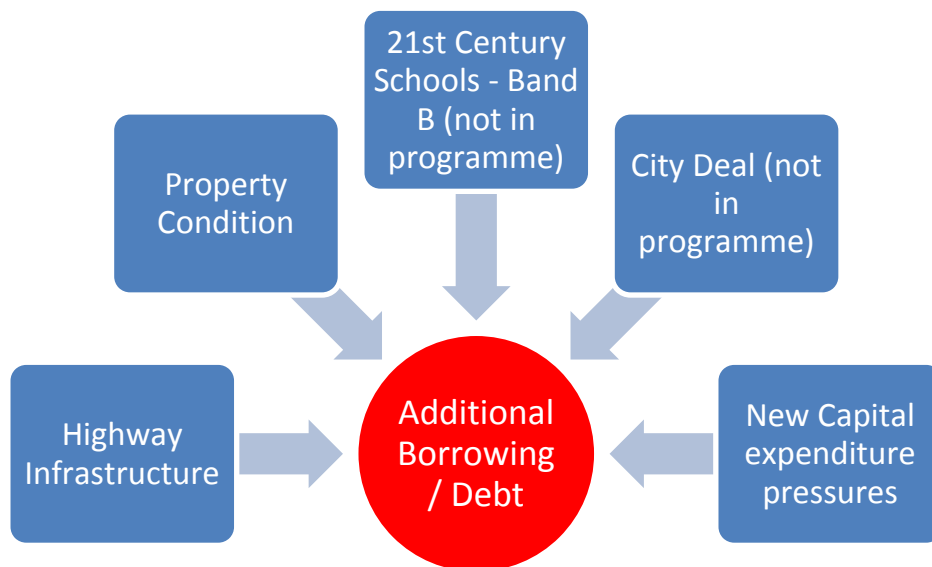 21st Century
Schools - Band
B (not in
programme)
Property
Condition
City Deal (not
in
programme)
Highway
Infrastructure
Additional
Borrowing
/ Debt
New Capital
expenditure
pressures